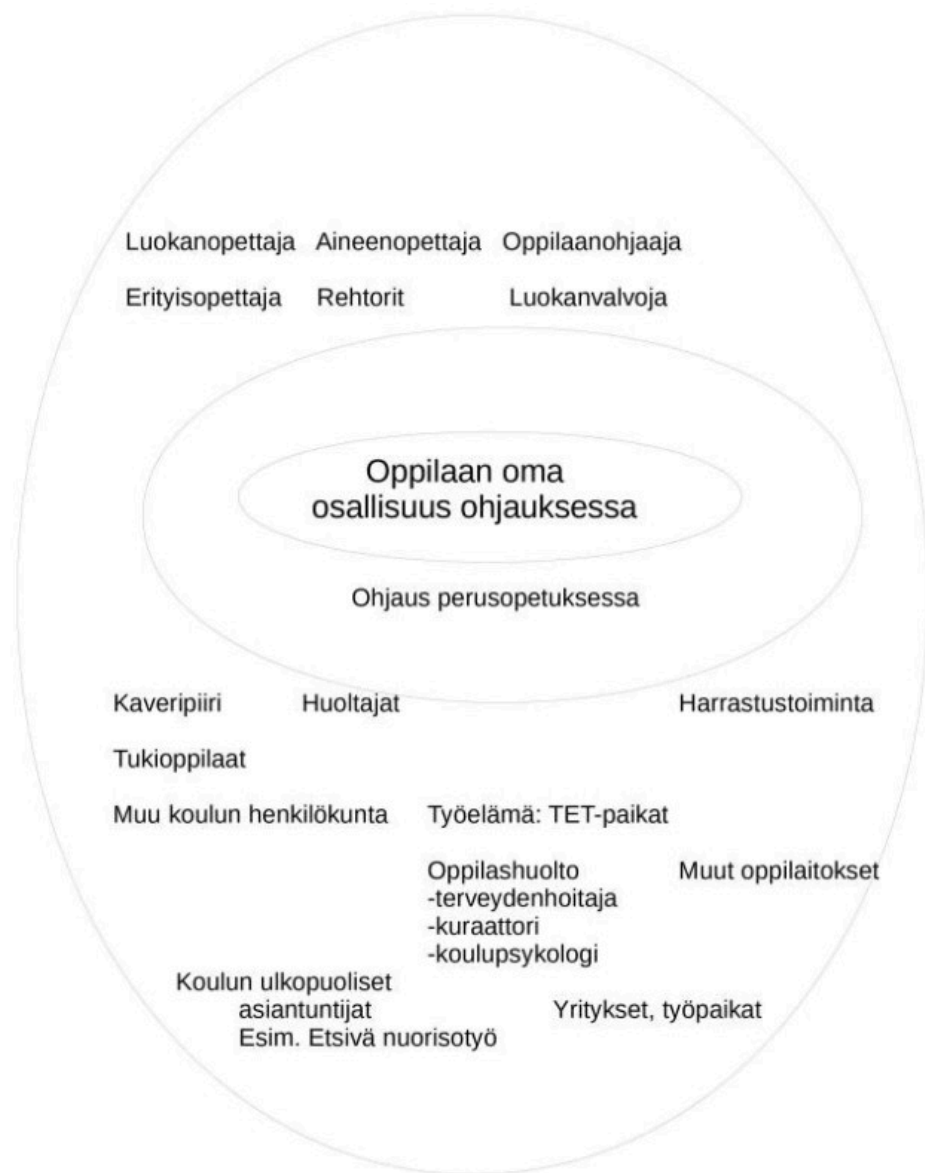 Luokanopettaja Aineenopettaja Oppilaanohjaaja
Erityisopettaja Rehtorit Luokanvalvoja
Oppilaan oma
osallisuus ohjauksessa
Ohjaus perusopetuksessa
Kaveripiiri Huoltajat Harrastustoiminta
Tukioppilaat
Muu koulun henkilökunta Työelämä: TET-paikat
Oppilashuolto Muut oppilaitokset
-terveydenhoitaja
-kuraattori
-koulupsykologi
Koulun ulkopuoliset
asiantuntijat Yritykset, työpaikat
Esim. Etsivä nuorisotyö